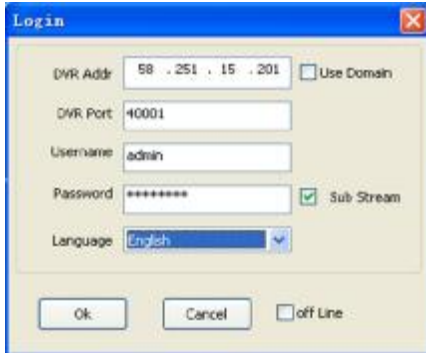 Login
DVR Addr 58 . 251 . 15 . 201 Use Domain
DVR Port 40001
Username admin
Password ******** Sub Stream
Language English
Ok Cancel off Line